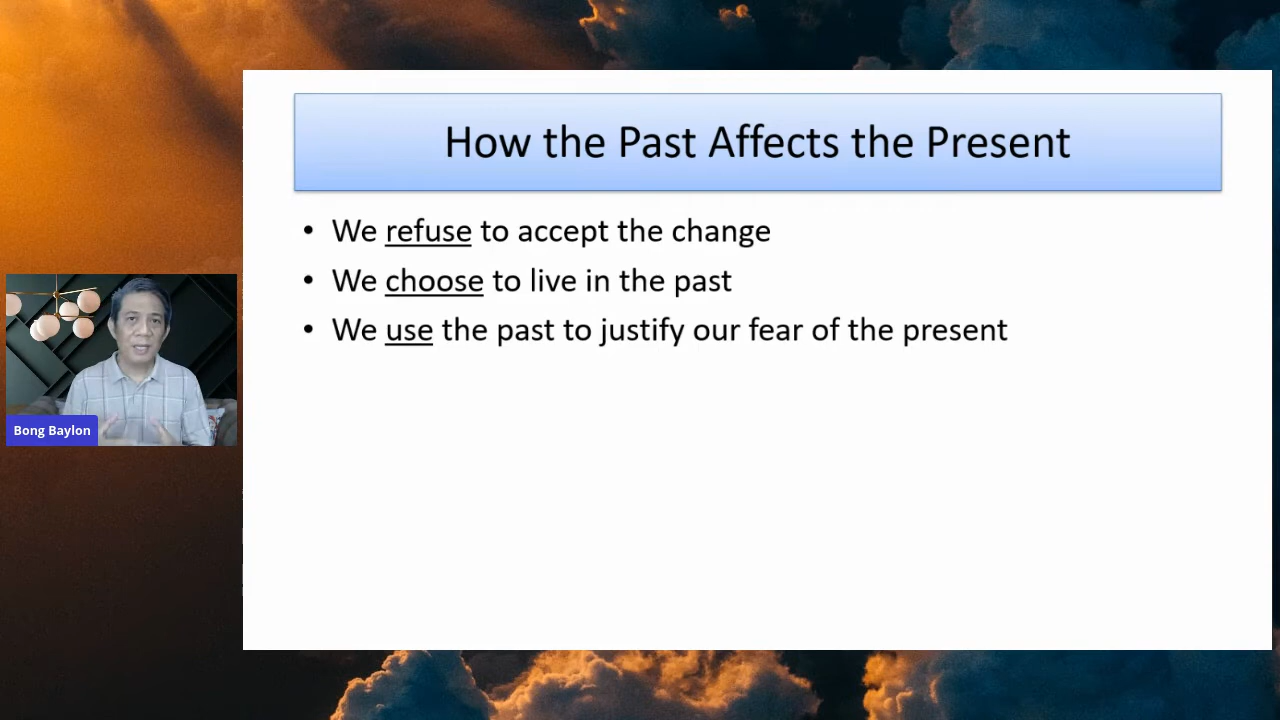 How the Past Affects the Present
• We refuse to accept the change
• We choose to live in the past
• We use the past to justify our fear of the present
Bong Baylon